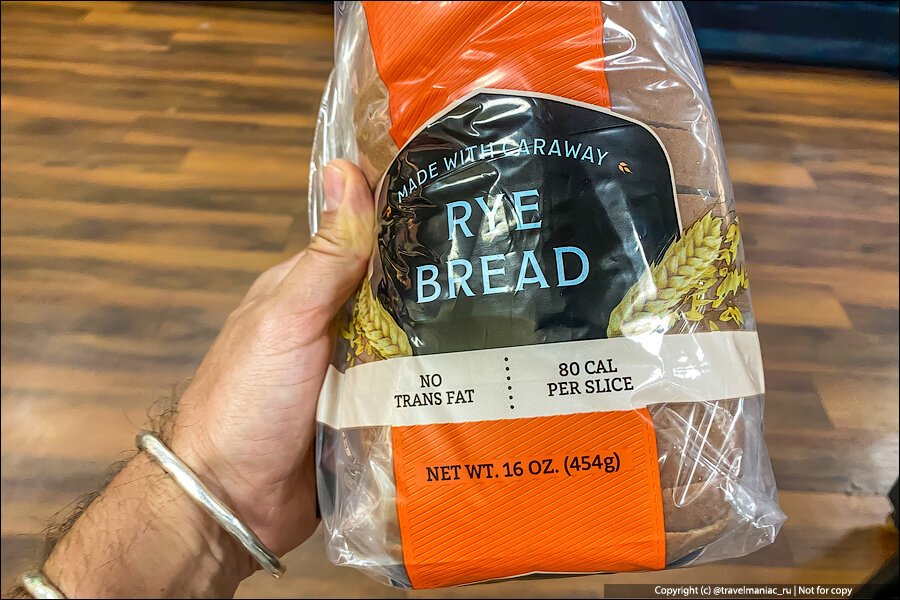 MADE WITH CARAWAY
RYE
BREAD
NO
TRANS FAT
80 CAL
PER SLICE
NET WT. 16 OZ. (454g)
Copyright (c) @travelmaniac_ru | Not for copy